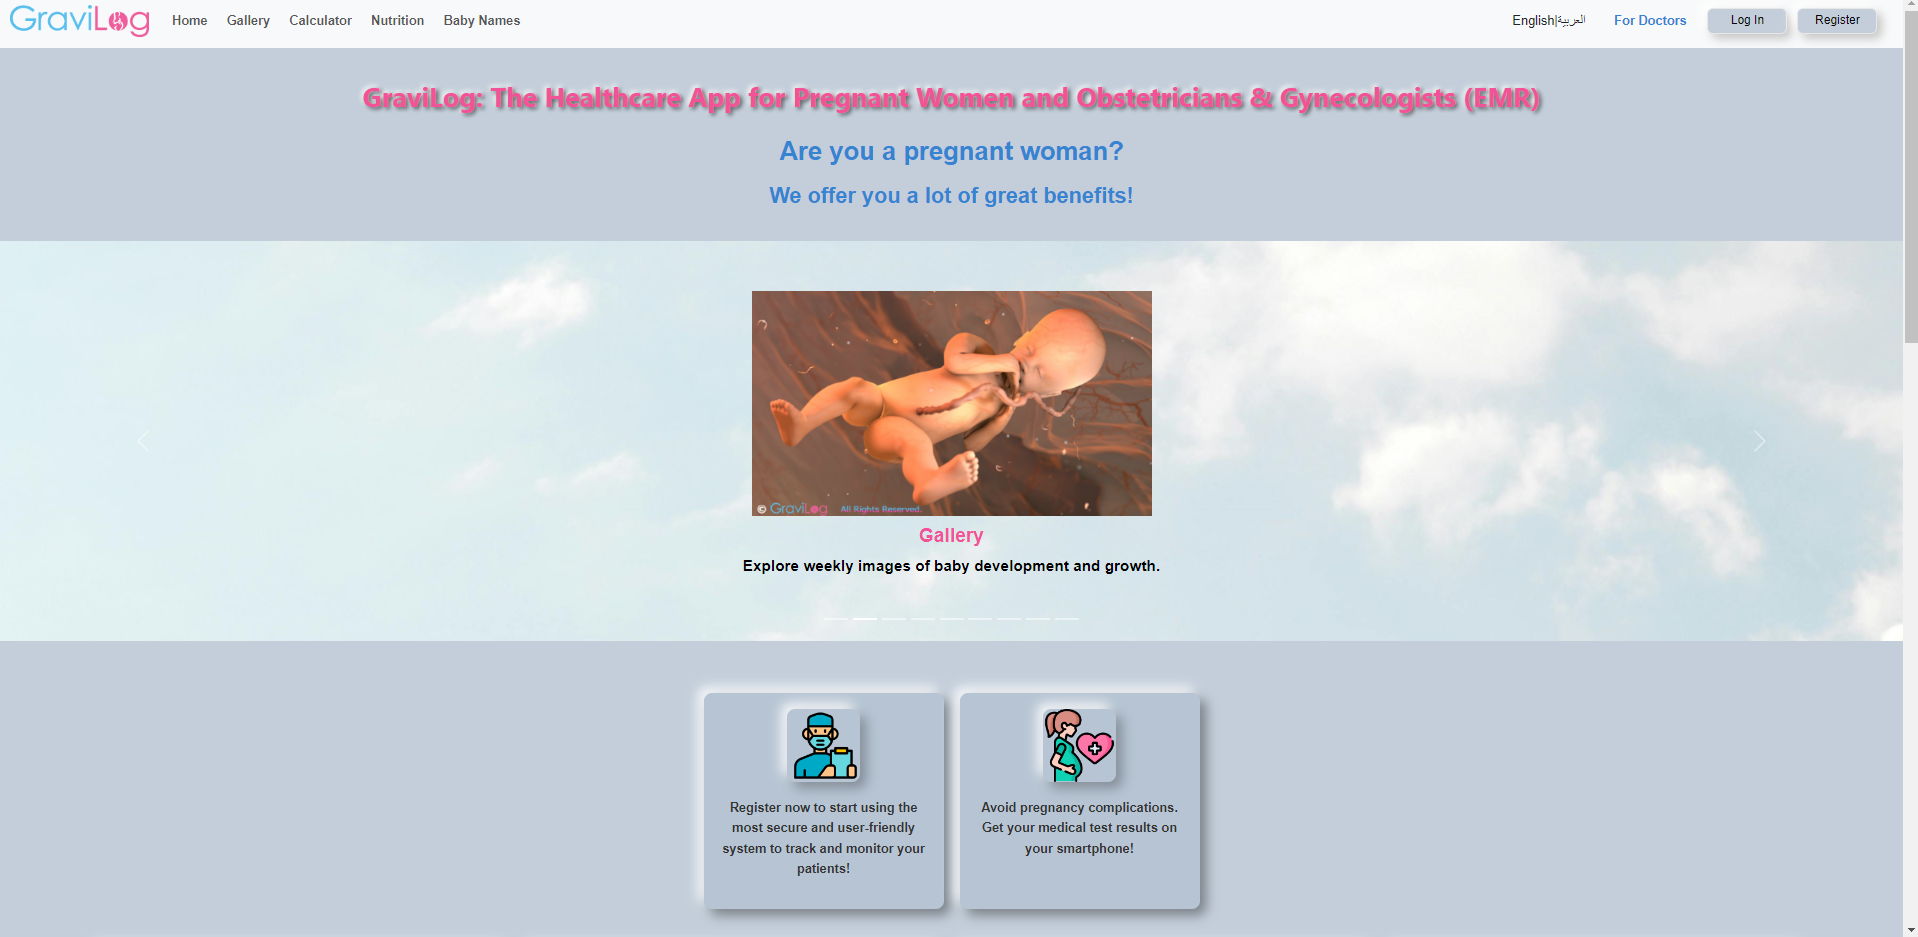 GraviLog Home Gallery Calculator Nutrition Baby Names English|العربية For Doctors Log In Register
GraviLog: The Healthcare App for Pregnant Women and Obstetricians & Gynecologists (EMR)
Are you a pregnant woman?
We offer you a lot of great benefits!
© GraviLog All Rights Reserved.
Gallery
Explore weekly images of baby development and growth.
Register now to start using the
most secure and user-friendly
system to track and monitor your
patients!
Avoid pregnancy complications.
Get your medical test results on
your smartphone!